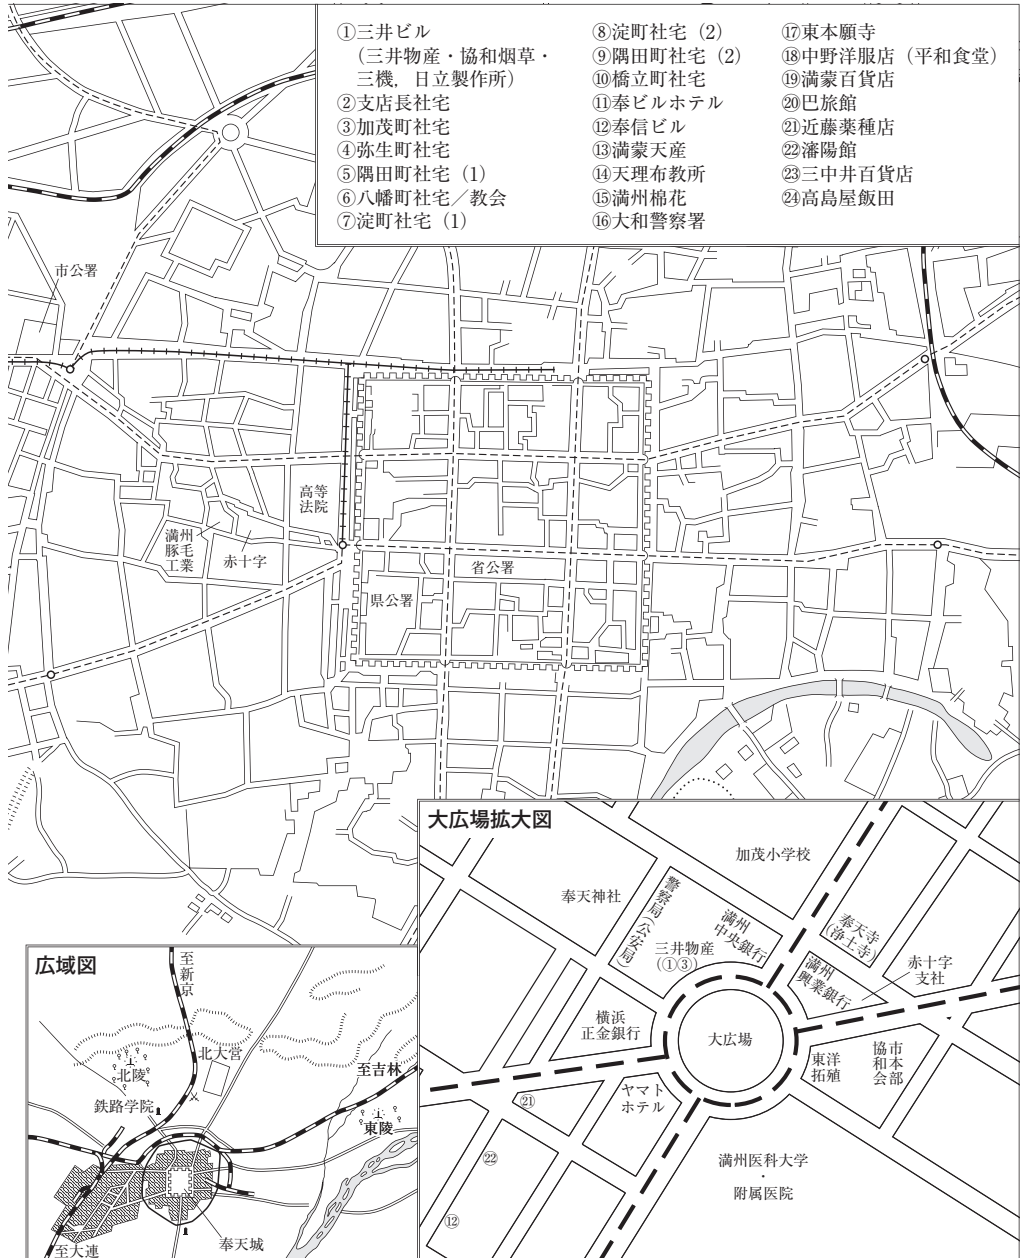 ①三井ビル
(三井物産・協和烟草・
三機，日立製作所)
②支店長社宅
③加茂町社宅
④弥生町社宅
⑤隅田町社宅（1）
⑥八幡町社宅／教会
⑦淀町社宅（1）
⑧淀町社宅（2）
⑨隅田町社宅（2）
⑩橋立町社宅
⑪奉ビルホテル
⑫奉信ビル
⑬満蒙天産
⑭天理布教所
⑮満州棉花
⑯大和警察署
⑰東本願寺
⑱中野洋服店（平和食堂）
⑲満蒙百貨店
⑳巴旅館
㉑近藤薬種店
㉒瀋陽館
㉓三中井百貨店
㉔高島屋飯田
市公署
高等
法院
満州
豚毛
工業
赤十字
省公署
県公署
大広場拡大図
加茂小学校
奉天神社
警察局(公安局)
満州
中央銀行
三井物産
(①③)
奉天寺
(浄土寺)
満州
興業銀行
赤十字
支社
横浜
正金銀行
大広場
東洋
拓殖
協和会
市本部
ヤマト
ホテル
㉑
㉒
⑫
満州医科大学
・
附属医院
広域図
至新京
北大営
北陵
至吉林
鉄路学院
東陵
奉天城
至大連